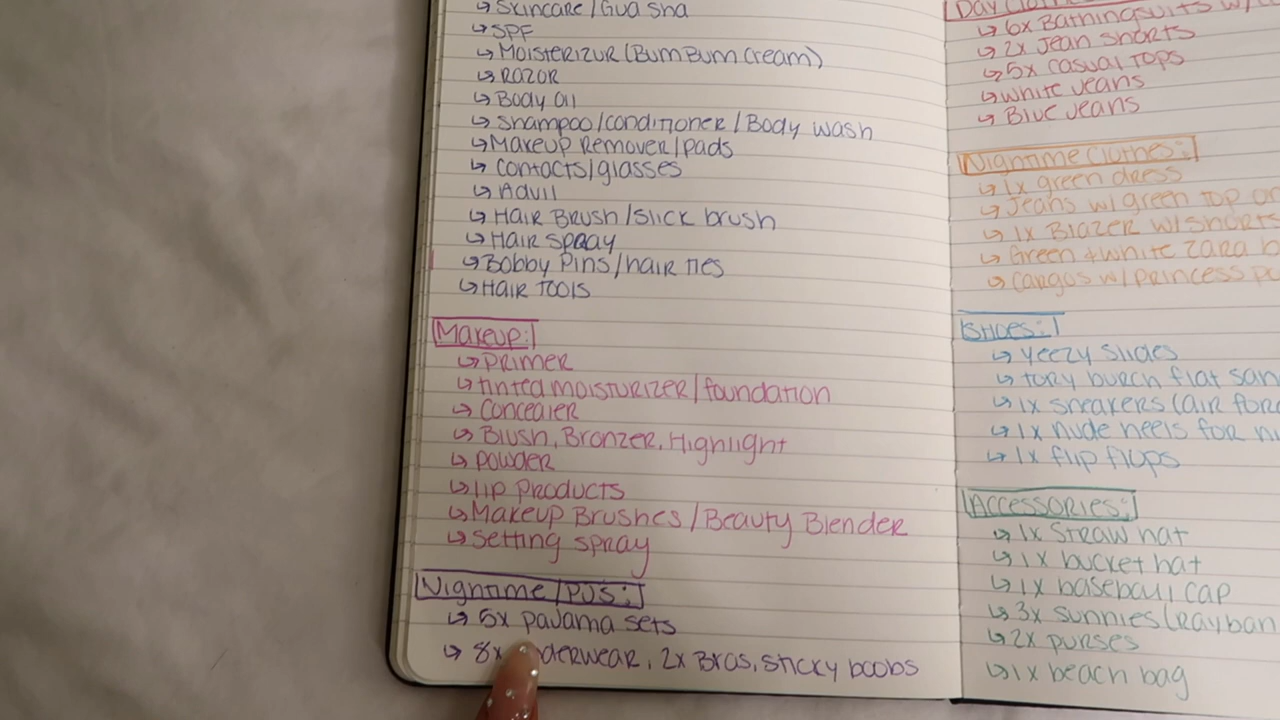 ↳ Skincare/Gua sha
↳ SPF
↳ Moisterizur (BumBum Cream)
↳ RAZOR
↳ Body oil
↳ Shampoo/conditioner/Body wash
↳ Makeup Remover/pads
↳ Contacts/glasses
↳ Advil
↳ Hair Brush/Slick brush
↳ Hair spray
↳ Bobby Pins/hair ties
↳ Hair Tools
Makeup:
↳ Primer
↳ tinted moisturizer/foundation
↳ Concealer
↳ Blush, Bronzer, Highlight
↳ powder
↳ lip products
↳ Makeup Brushes/Beauty Blender
↳ Setting spray
Nightime/PJS:
↳ 5x pajama sets
↳ 8x underwear, 2x Bras, sticky boobs
Day Clothes
↳ 6x Bathingsuits w/
↳ 2x Jean shorts
↳ 5x casual tops
↳ white Jeans
↳ Blue Jeans
Nightime Clothes:
↳ 1x green dress
↳ Jeans w/ green top or
↳ 1x Blazer w/ shorts
↳ Green + white Zara
↳ Cargos w/ princess
Shoes:
↳ Yeezy slides
↳ tory burch flat san
↳ 1x sneakers (air for
↳ 1x nude heels for
↳ 1x flip flops
Accessories:
↳ 1x straw hat
↳ 1x bucket hat
↳ 1x baseball cap
↳ 3x sunnies (rayban
↳ 2x purses
↳ 1x beach bag